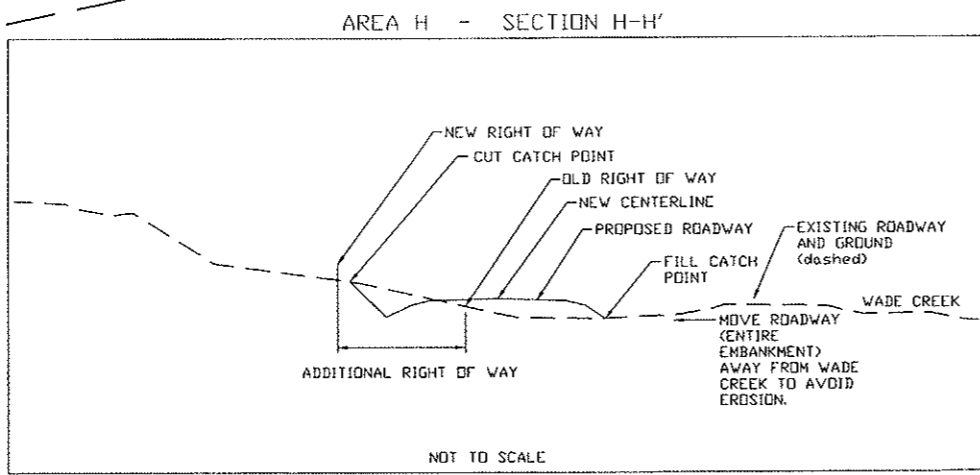 AREA H - SECTION H-H'
NEW RIGHT OF WAY
CUT CATCH POINT
OLD RIGHT OF WAY
NEW CENTERLINE
PROPOSED ROADWAY
FILL CATCH
POINT
EXISTING ROADWAY
AND GROUND
(dashed)
WADE CREEK
MOVE ROADWAY
(ENTIRE
EMBANKMENT)
AWAY FROM WADE
CREEK TO AVOID
EROSION.
ADDITIONAL RIGHT OF WAY
NOT TO SCALE